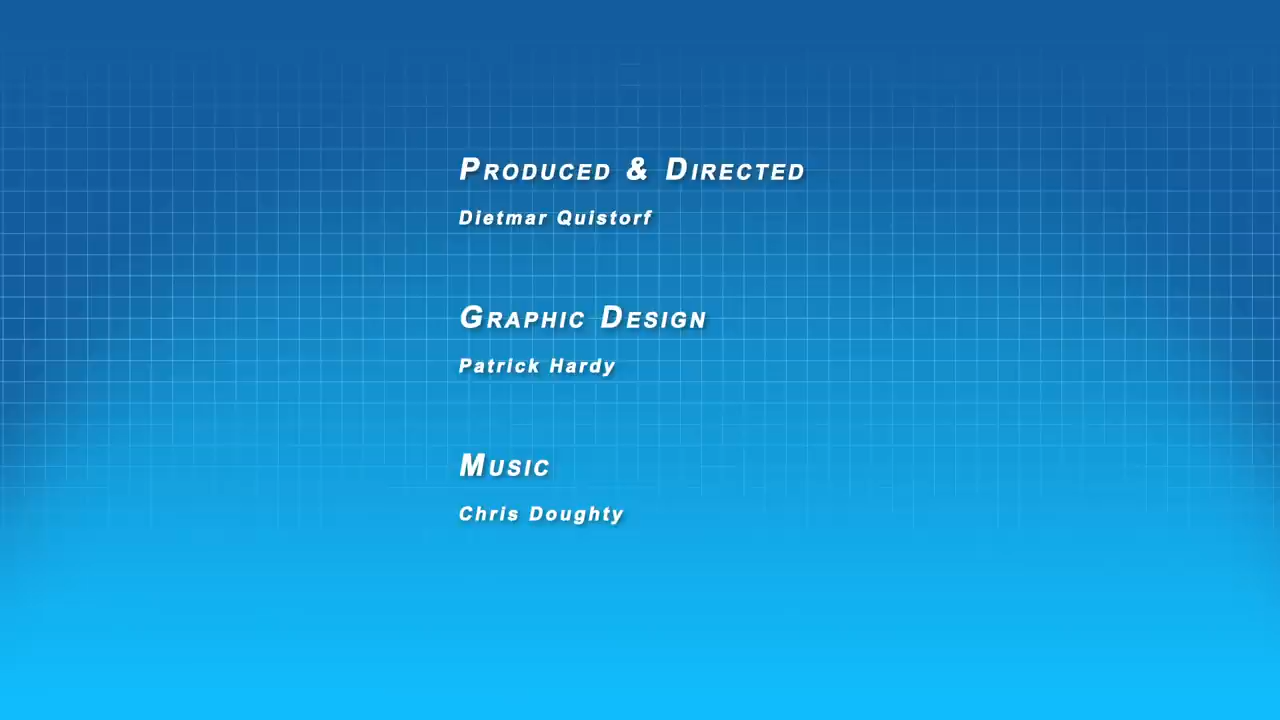 Produced & Directed
Dietmar Quistorf
Graphic Design
Patrick Hardy
Music
Chris Doughty